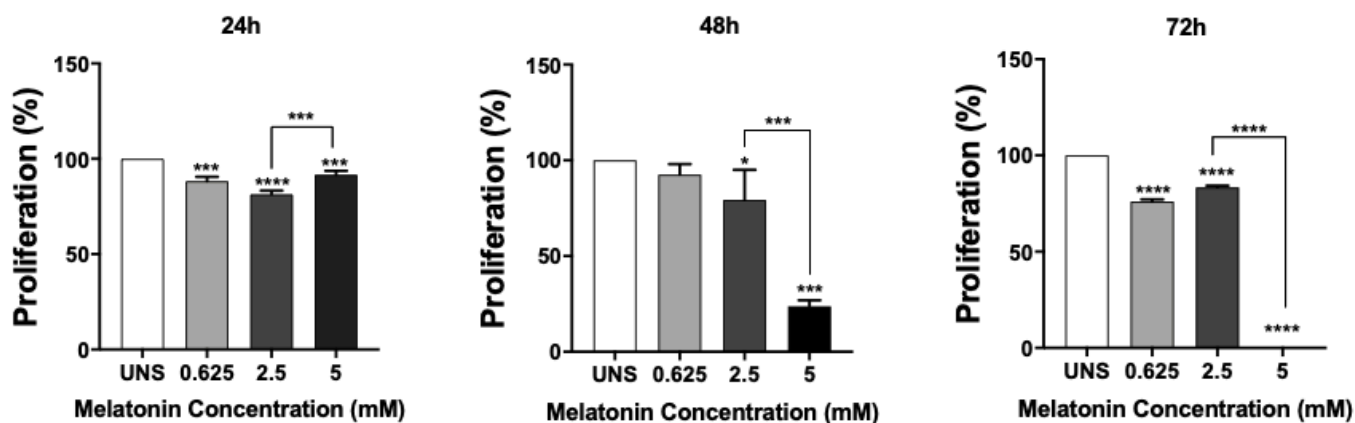 24h
Proliferation (%)
150
100
50
0
***
***
****
***
UNS 0.625 2.5 5
Melatonin Concentration (mM)
48h
Proliferation (%)
150
100
50
0
***
*
***
UNS 0.625 2.5 5
Melatonin Concentration (mM)
72h
Proliferation (%)
150
100
50
0
****
****
****
****
UNS 0.625 2.5 5
Melatonin Concentration (mM)